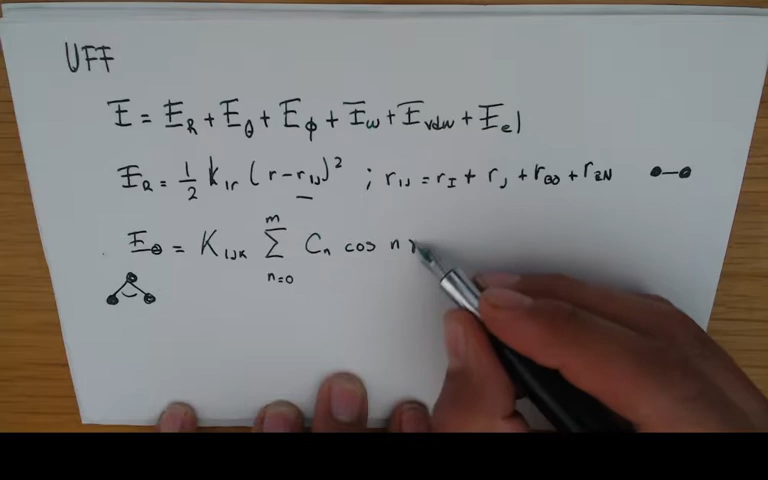 UFF
E = E_R + E_θ + E_φ + E_ω + E_vdw + E_el
E_R = 1/2 k_IJ (r - r_IJ)² ; r_IJ = r_I + r_J + r_BO + r_EN
E_θ = K_IJK Σ_{n=0}^{m} C_n cos n